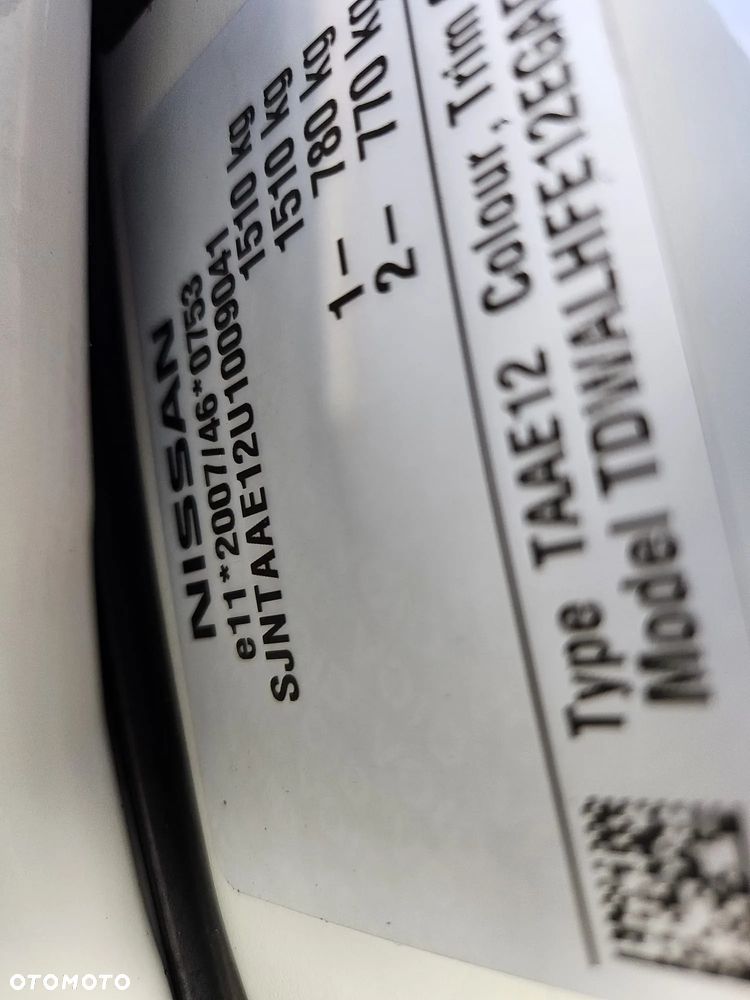 NISSAN
e11*2007/46*0753
SJNTAAE12U1009041
1510 kg
1510 kg
1– 780 kg
2– 770 kg
Type TAAE12 Colour, Trim
Model TDWALHFE12EGA
OTOMOTO